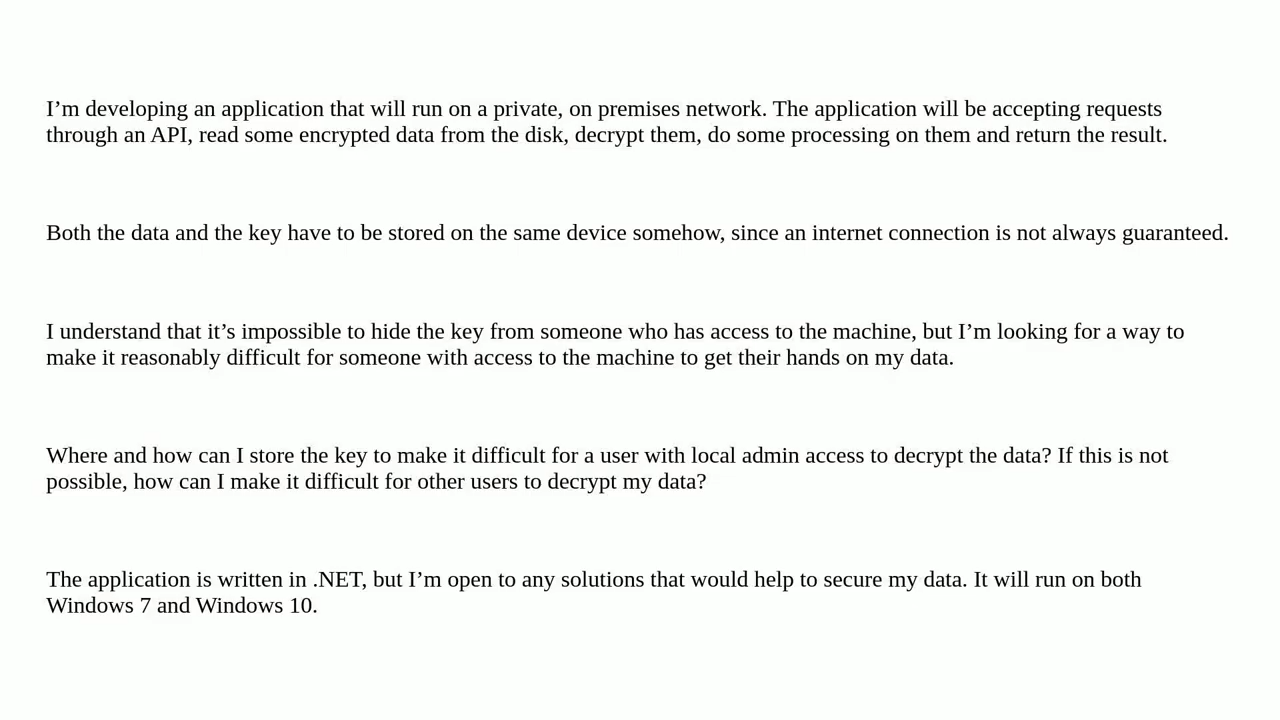 I’m developing an application that will run on a private, on premises network. The application will be accepting requests
through an API, read some encrypted data from the disk, decrypt them, do some processing on them and return the result.
Both the data and the key have to be stored on the same device somehow, since an internet connection is not always guaranteed.
I understand that it’s impossible to hide the key from someone who has access to the machine, but I’m looking for a way to
make it reasonably difficult for someone with access to the machine to get their hands on my data.
Where and how can I store the key to make it difficult for a user with local admin access to decrypt the data? If this is not
possible, how can I make it difficult for other users to decrypt my data?
The application is written in .NET, but I’m open to any solutions that would help to secure my data. It will run on both
Windows 7 and Windows 10.